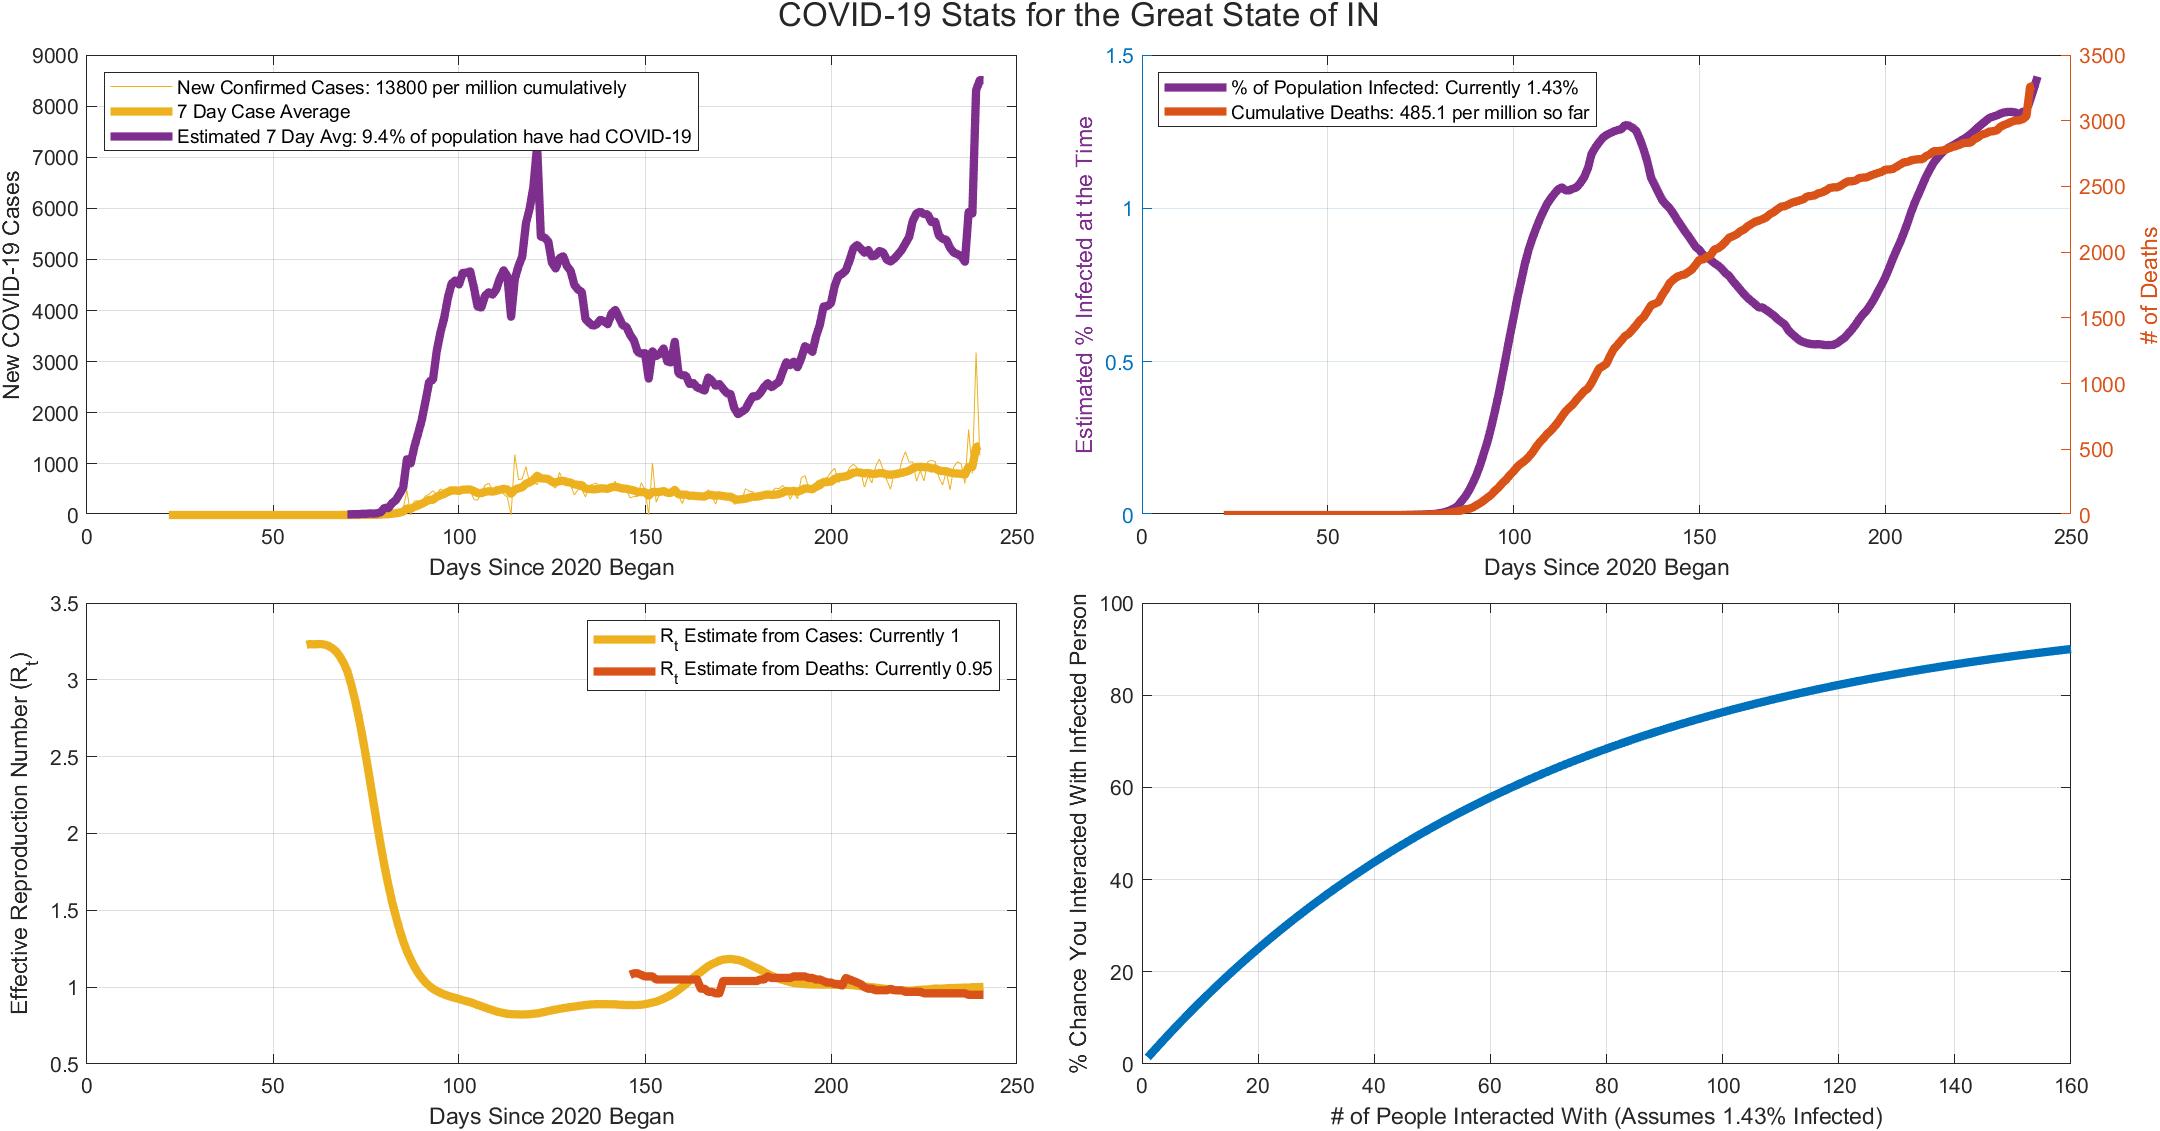 COVID-19 Stats for the Great State of IN
New COVID-19 Cases
9000
8000
7000
6000
5000
4000
3000
2000
1000
0
New Confirmed Cases: 13800 per million cumulatively
7 Day Case Average
Estimated 7 Day Avg: 9.4% of population have had COVID-19
0 50 100 150 200 250
Days Since 2020 Began
Estimated % Infected at the Time
1.5
1
0.5
0
% of Population Infected: Currently 1.43%
Cumulative Deaths: 485.1 per million so far
3500
3000
2500
2000
1500
1000
500
0
# of Deaths
0 50 100 150 200 250
Days Since 2020 Began
Effective Reproduction Number (Rt)
3.5
3
2.5
2
1.5
1
0.5
Rt Estimate from Cases: Currently 1
Rt Estimate from Deaths: Currently 0.95
0 50 100 150 200 250
Days Since 2020 Began
% Chance You Interacted With Infected Person
100
80
60
40
20
0
0 20 40 60 80 100 120 140 160
# of People Interacted With (Assumes 1.43% Infected)